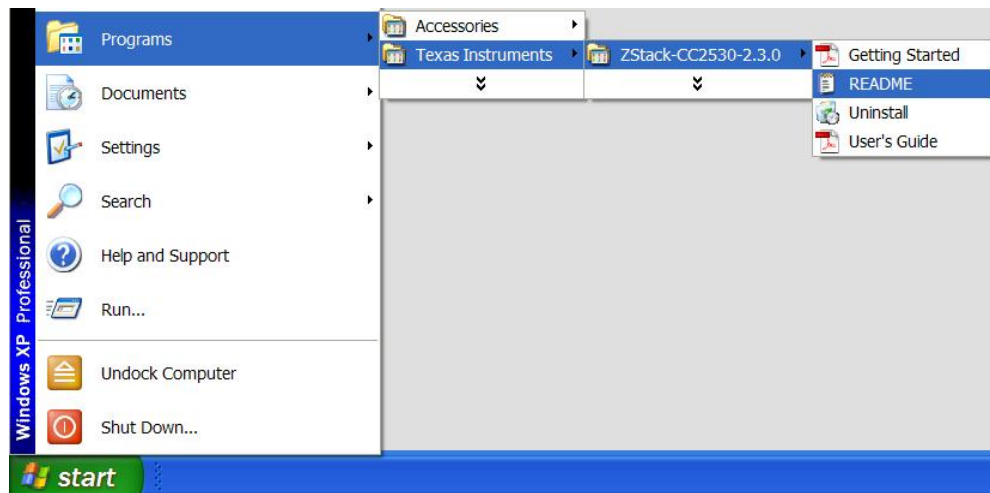 Programs
Documents
Settings
Search
Help and Support
Run...
Undock Computer
Shut Down...
Accessories
Texas Instruments
ZStack-CC2530-2.3.0
Getting Started
README
Uninstall
User's Guide
Windows XP Professional
start